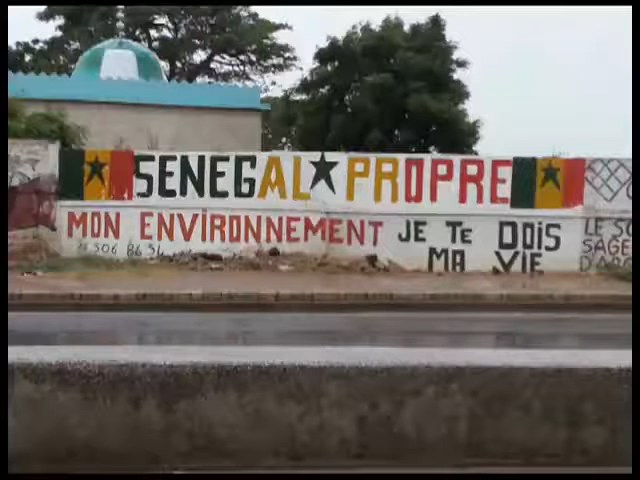 SENEGAL PROPRE
MON ENVIRONNEMENT JE TE DOIS
MA VIE
LE
SAGE